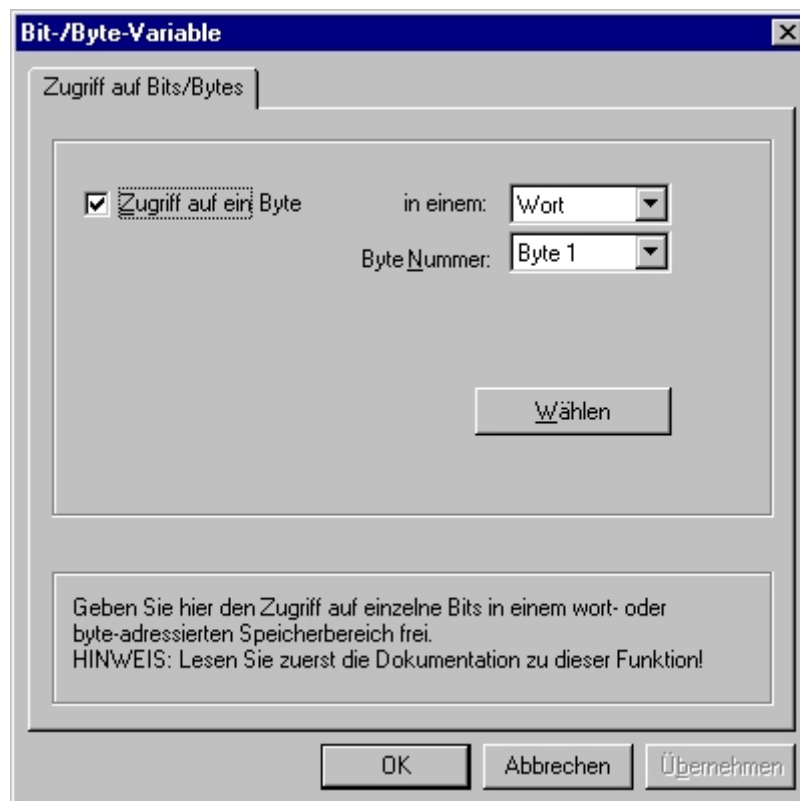 Bit-/Byte-Variable
Zugriff auf Bits/Bytes
Zugriff auf ein Byte in einem: Wort
Byte Nummer: Byte 1
Wählen
Geben Sie hier den Zugriff auf einzelne Bits in einem wort- oder
byte-adressierten Speicherbereich frei.
HINWEIS: Lesen Sie zuerst die Dokumentation zu dieser Funktion!
OK Abbrechen Übernehmen